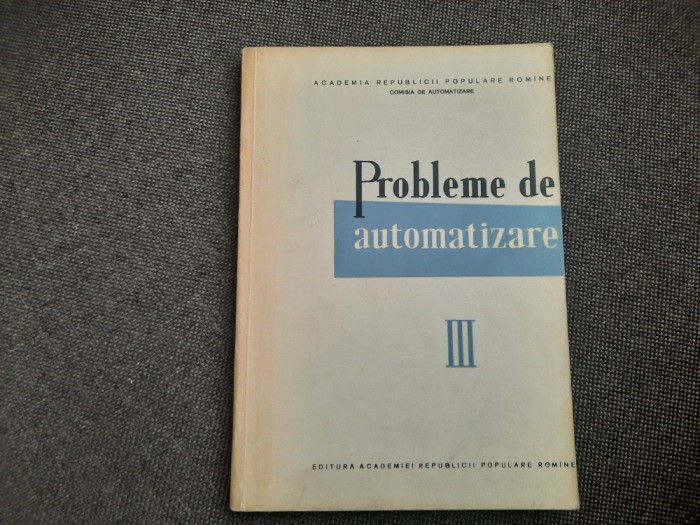 ACADEMIA REPUBLICII POPULARE ROMÎNE
COMISIA DE AUTOMATIZARE
Probleme de
automatizare
III
EDITURA ACADEMIEI REPUBLICII POPULARE ROMÎNE